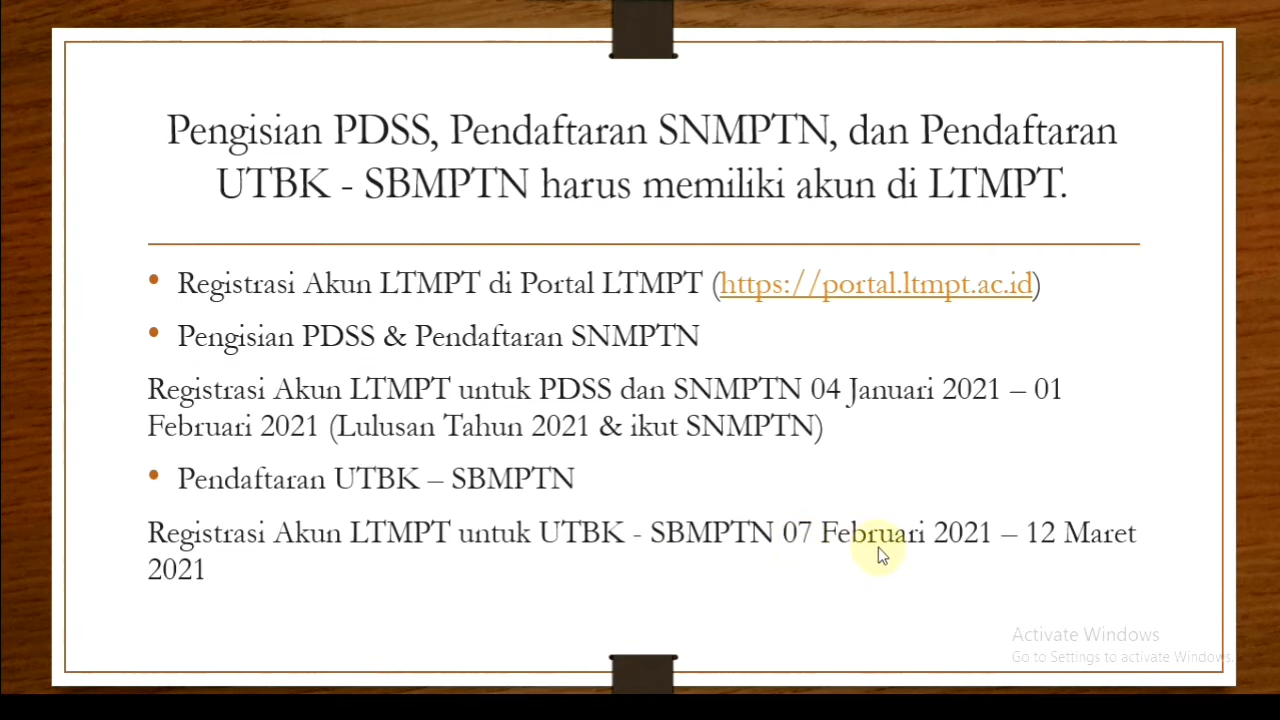 Pengisian PDSS, Pendaftaran SNMPTN, dan Pendaftaran
UTBK - SBMPTN harus memiliki akun di LTMPT.
• Registrasi Akun LTMPT di Portal LTMPT (https://portal.ltmpt.ac.id)
• Pengisian PDSS & Pendaftaran SNMPTN
Registrasi Akun LTMPT untuk PDSS dan SNMPTN 04 Januari 2021 – 01
Februari 2021 (Lulusan Tahun 2021 & ikut SNMPTN)
• Pendaftaran UTBK – SBMPTN
Registrasi Akun LTMPT untuk UTBK - SBMPTN 07 Februari 2021 – 12 Maret
2021
Activate Windows
Go to Settings to activate Windows.